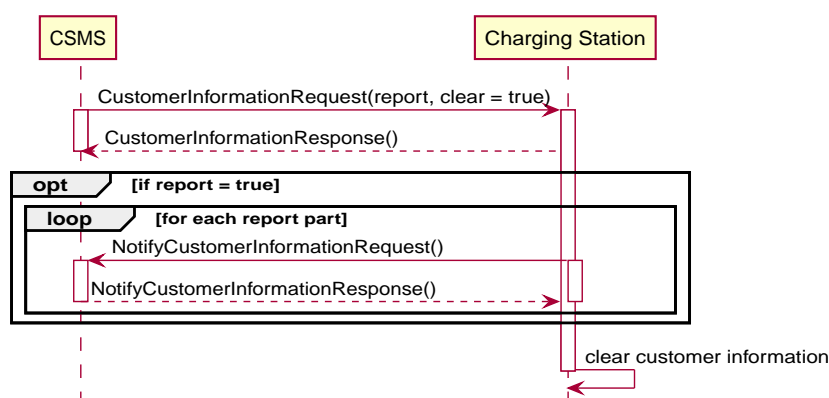 CSMS
Charging Station
CustomerInformationRequest(report, clear = true)
CustomerInformationResponse()
opt [if report = true]
loop [for each report part]
NotifyCustomerInformationRequest()
NotifyCustomerInformationResponse()
clear customer information